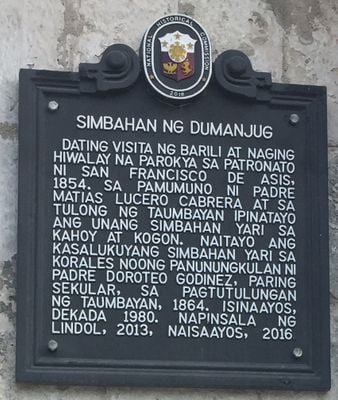 NATIONAL HISTORICAL COMMISSION
2018
SIMBAHAN NG DUMANJUG
DATING VISITA NG BARILI AT NAGING
HIWALAY NA PAROKYA SA PATRONATO
NI SAN FRANCISCO DE ASIS,
1854. SA PAMUMUNO NI PADRE
MATIAS LUCERO CABRERA AT SA
TULONG NG TAUMBAYAN IPINATAYO
ANG UNANG SIMBAHAN YARI SA
KAHOY AT KOGON. NAITAYO ANG
KASALUKUYANG SIMBAHAN YARI SA
KORALES NOONG PANUNUNGKULAN NI
PADRE DOROTEO GODINEZ, PARING
SEKULAR, SA PAGTUTULUNGAN
NG TAUMBAYAN, 1864. ISINAAYOS,
DEKADA 1980. NAPINSALA NG
LINDOL, 2013, NAISAAYOS, 2016